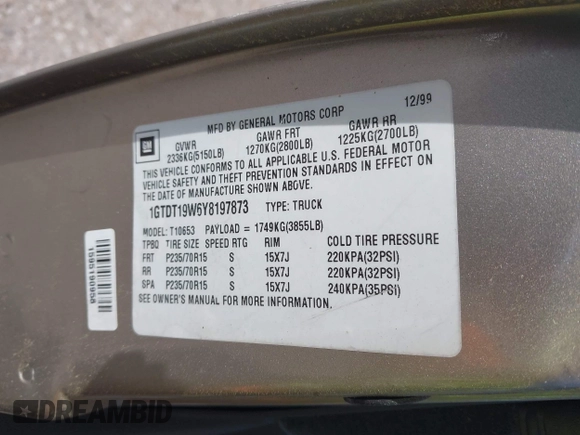 MFD BY GENERAL MOTORS CORP 12/99
GM
GVWR GAWR FRT GAWR RR
2336KG(5150LB) 1270KG(2800LB) 1225KG(2700LB)
THIS VEHICLE CONFORMS TO ALL APPLICABLE U.S. FEDERAL MOTOR
VEHICLE SAFETY AND THEFT PREVENTION STANDARDS IN EFFECT ON
THE DATE OF MANUFACTURE SHOWN ABOVE.
1GTDT19W6Y8197873 TYPE: TRUCK
MODEL: T10653 PAYLOAD = 1749KG(3855LB)
TPBQ TIRE SIZE SPEED RTG RIM COLD TIRE PRESSURE
FRT P235/70R15 S 15X7J 220KPA(32PSI)
RR P235/70R15 S 15X7J 220KPA(32PSI)
SPA P235/70R15 S 15X7J 240KPA(35PSI)
SEE OWNER'S MANUAL FOR MORE INFORMATION.
1595190958
DREAMBID